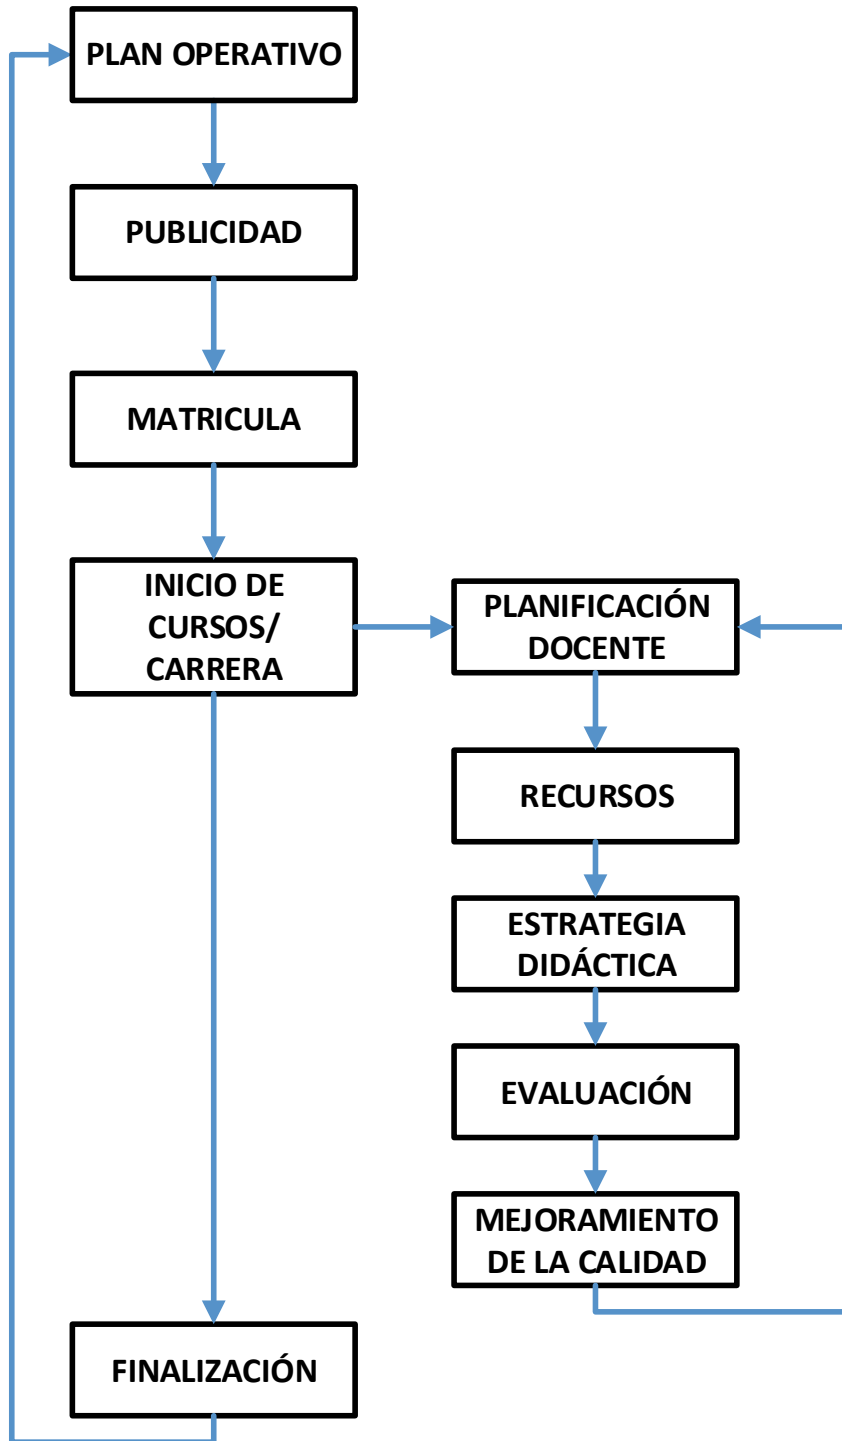 PLAN OPERATIVO
PUBLICIDAD
MATRICULA
INICIO DE
CURSOS/
CARRERA
PLANIFICACIÓN
DOCENTE
RECURSOS
ESTRATEGIA
DIDÁCTICA
EVALUACIÓN
MEJORAMIENTO
DE LA CALIDAD
FINALIZACIÓN